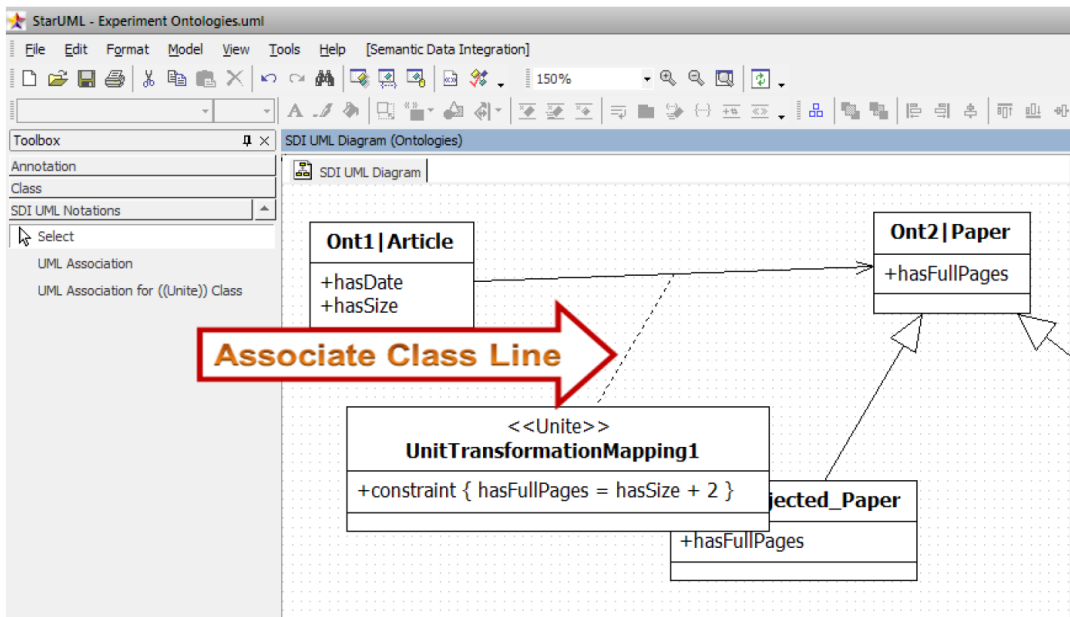 StarUML - Experiment Ontologies.uml
File Edit Format Model View Tools Help [Semantic Data Integration]
150%
Toolbox
SDI UML Diagram (Ontologies)
Annotation
Class
SDI UML Notations
Select
UML Association
UML Association for ((Unite)) Class
SDI UML Diagram
Ont1|Article
+hasDate
+hasSize
Ont2|Paper
+hasFullPages
Associate Class Line
<<Unite>>
UnitTransformationMapping1
+constraint { hasFullPages = hasSize + 2 }
jected_Paper
+hasFullPages